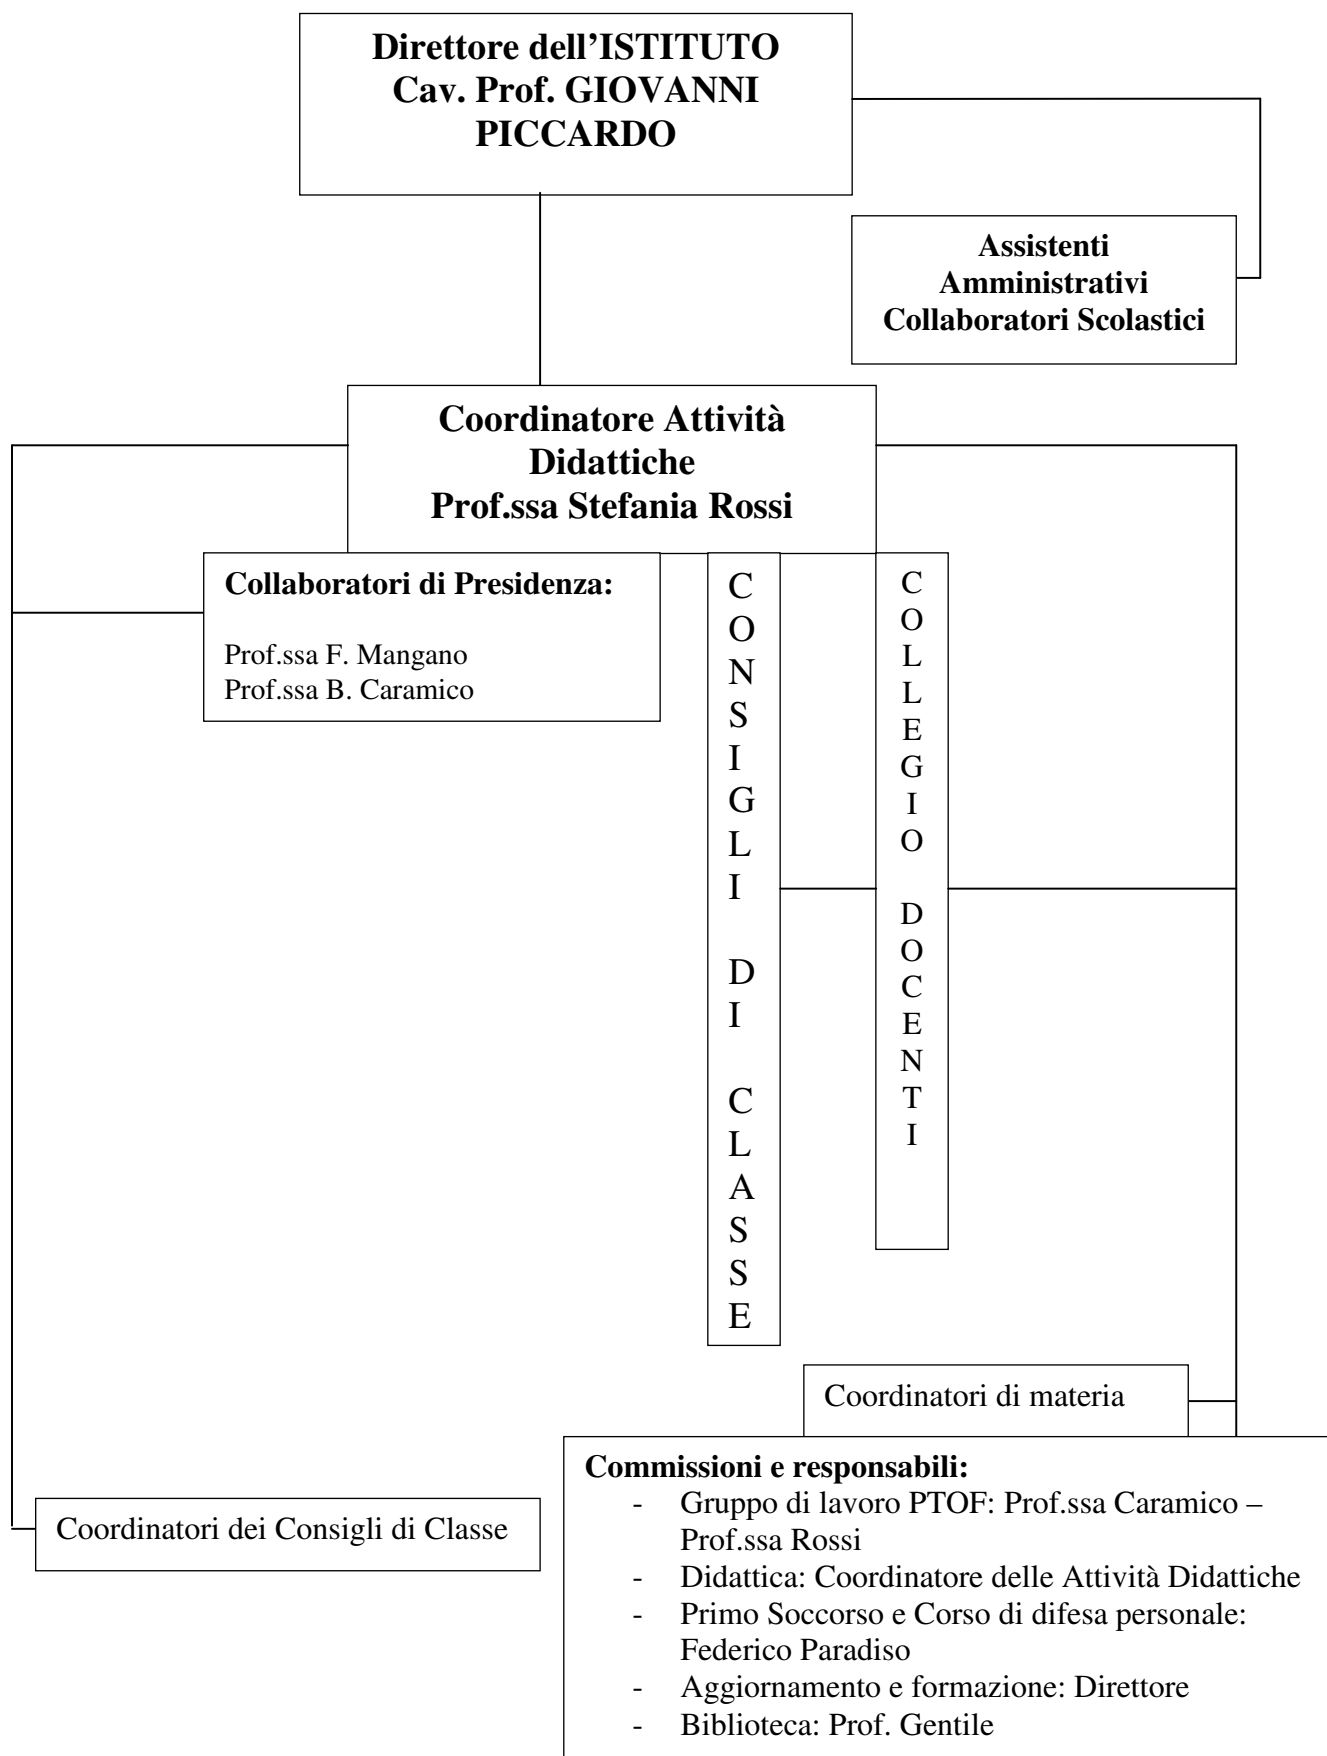 Direttore dell’ISTITUTO
Cav. Prof. GIOVANNI
PICCARDO
Assistenti
Amministrativi
Collaboratori Scolastici
Coordinatore Attività
Didattiche
Prof.ssa Stefania Rossi
Collaboratori di Presidenza:
Prof.ssa F. Mangano
Prof.ssa B. Caramico
CONSIGLI DI CLASSE
COLLEGIO DOCENTI
Coordinatori di materia
Coordinatori dei Consigli di Classe
Commissioni e responsabili:
- Gruppo di lavoro PTOF: Prof.ssa Caramico –
Prof.ssa Rossi
- Didattica: Coordinatore delle Attività Didattiche
- Primo Soccorso e Corso di difesa personale:
Federico Paradiso
- Aggiornamento e formazione: Direttore
- Biblioteca: Prof. Gentile